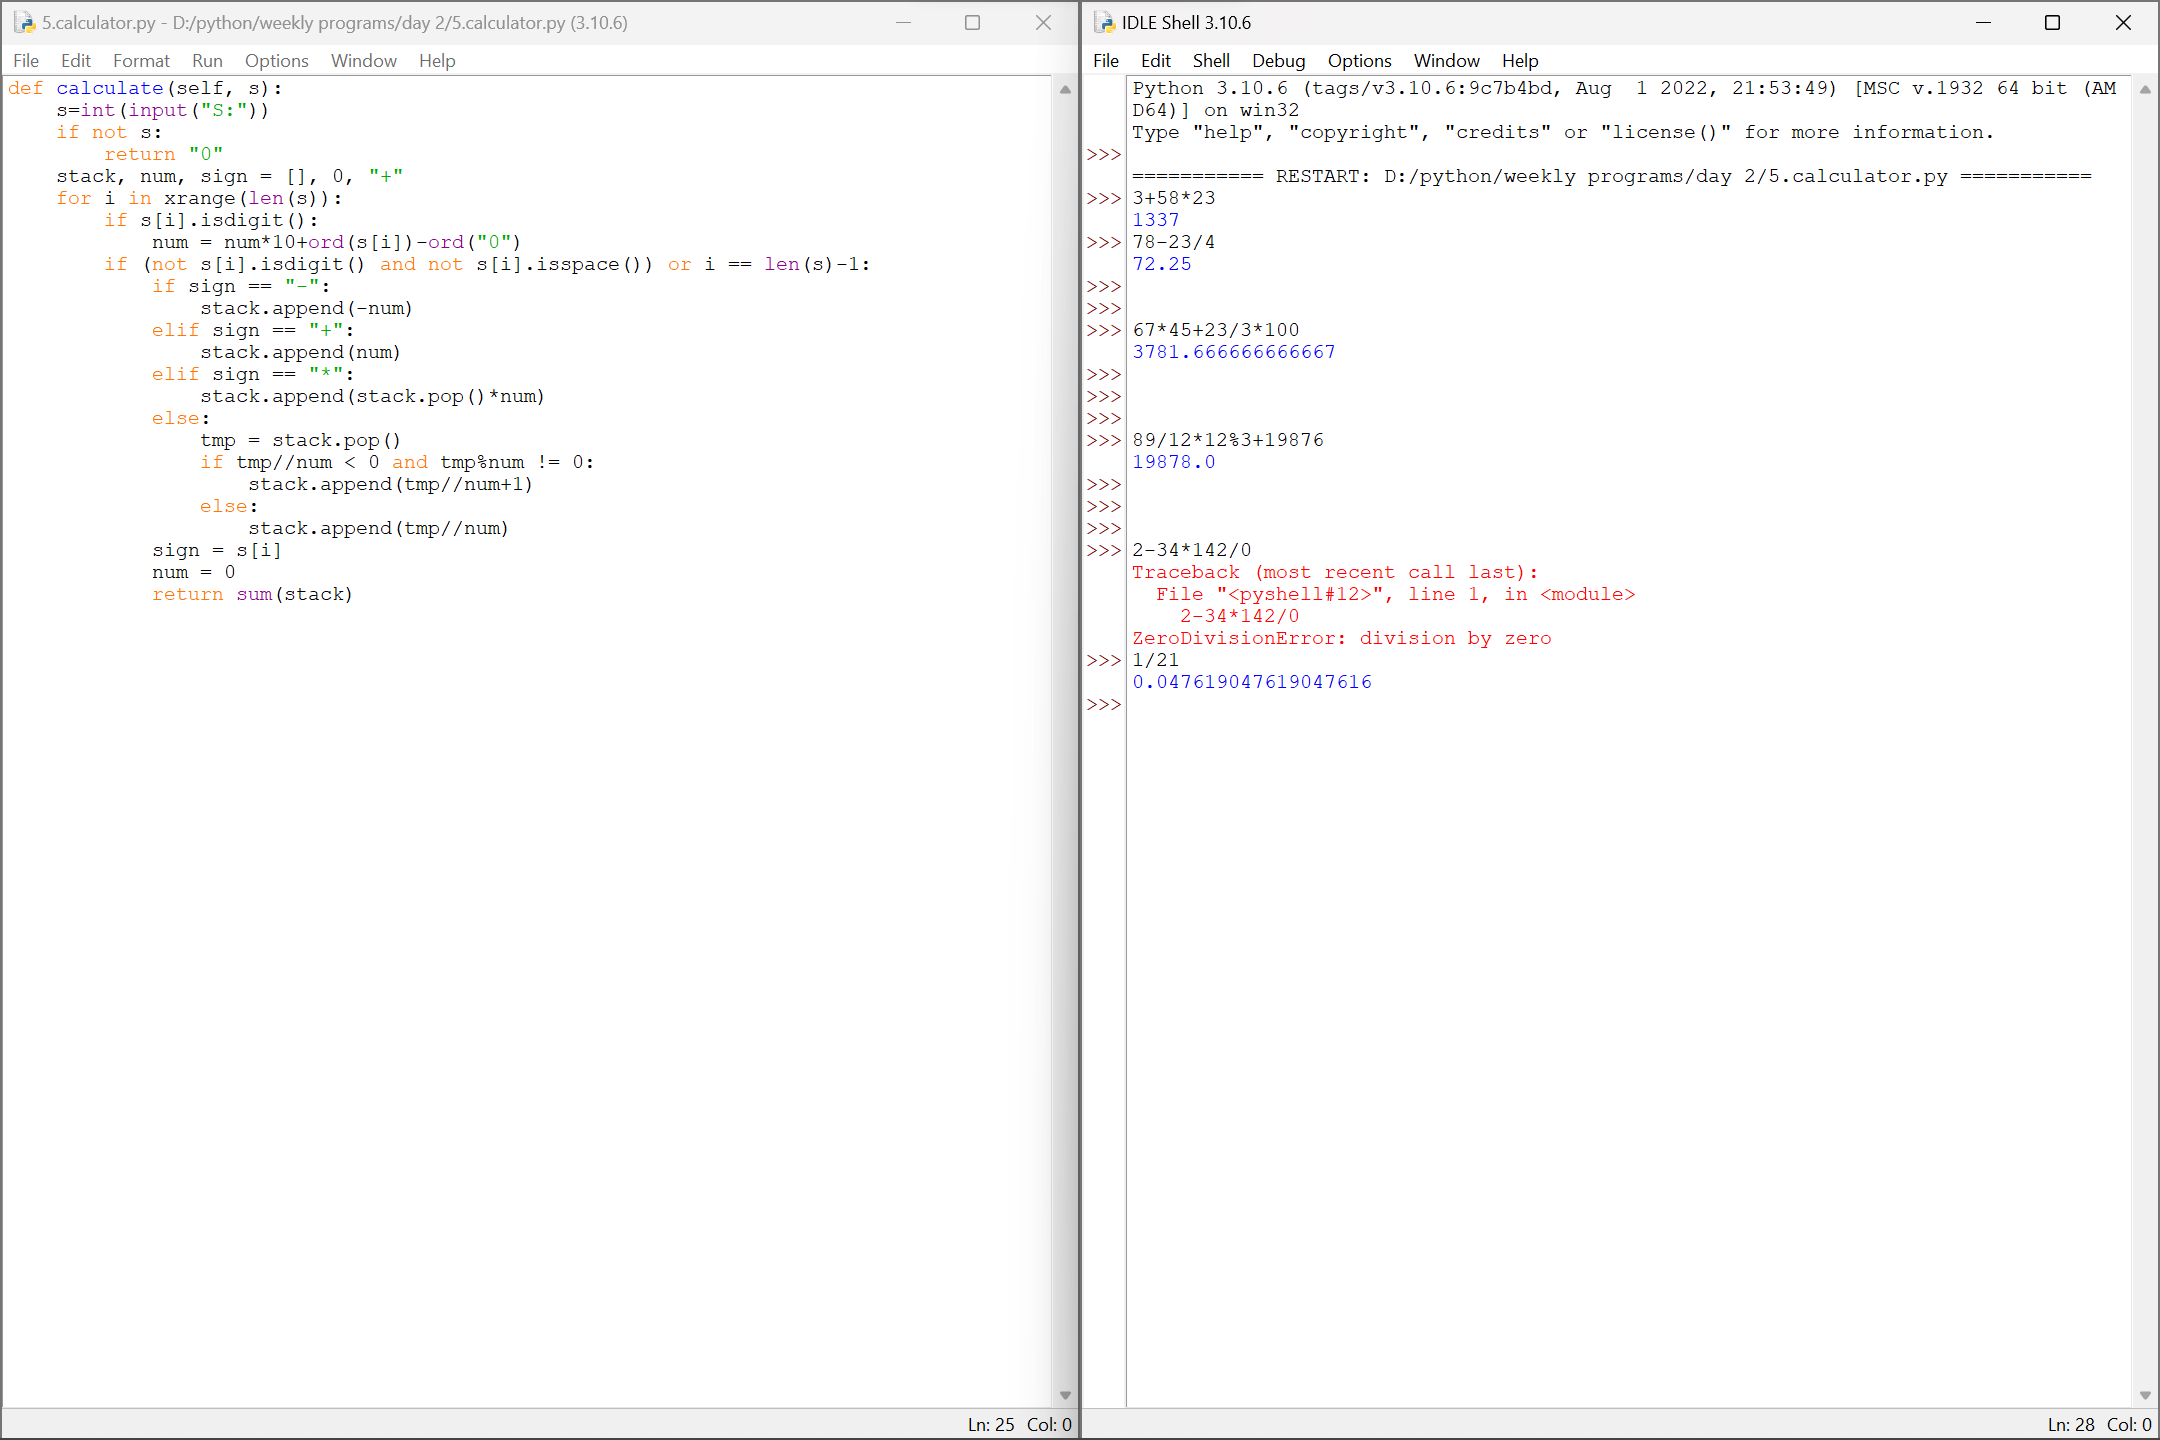 5.calculator.py - D:/python/weekly programs/day 2/5.calculator.py (3.10.6)
File Edit Format Run Options Window Help
def calculate(self, s):
    s=int(input("S:"))
    if not s:
        return "0"
    stack, num, sign = [], 0, "+"
    for i in xrange(len(s)):
        if s[i].isdigit():
            num = num*10+ord(s[i])-ord("0")
        if (not s[i].isdigit() and not s[i].isspace()) or i == len(s)-1:
            if sign == "-":
                stack.append(-num)
            elif sign == "+":
                stack.append(num)
            elif sign == "*":
                stack.append(stack.pop()*num)
            else:
                tmp = stack.pop()
                if tmp//num < 0 and tmp%num != 0:
                    stack.append(tmp//num+1)
                else:
                    stack.append(tmp//num)
            sign = s[i]
            num = 0
            return sum(stack)
Ln: 25 Col: 0
IDLE Shell 3.10.6
File Edit Shell Debug Options Window Help
Python 3.10.6 (tags/v3.10.6:9c7b4bd, Aug  1 2022, 21:53:49) [MSC v.1932 64 bit (AM
D64)] on win32
Type "help", "copyright", "credits" or "license()" for more information.
>>>
=========== RESTART: D:/python/weekly programs/day 2/5.calculator.py ===========
>>> 3+58*23
1337
>>> 78-23/4
72.25
>>>
>>>
>>> 67*45+23/3*100
3781.666666666667
>>>
>>>
>>>
>>> 89/12*12%3+19876
19878.0
>>>
>>>
>>>
>>> 2-34*142/0
Traceback (most recent call last):
  File "<pyshell#12>", line 1, in <module>
    2-34*142/0
ZeroDivisionError: division by zero
>>> 1/21
0.047619047619047616
>>>
Ln: 28 Col: 0